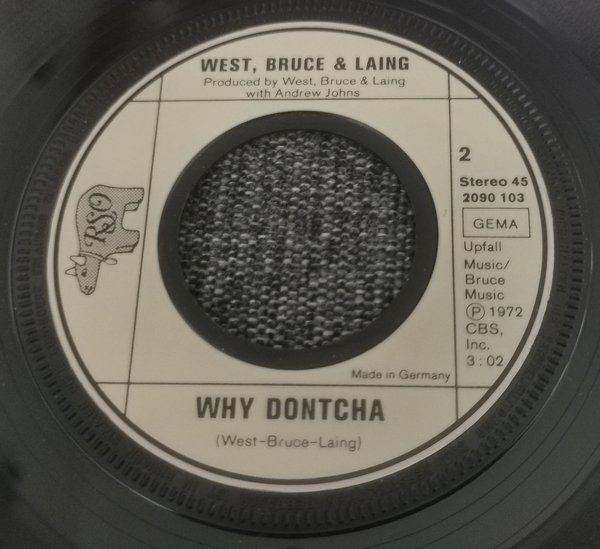 WEST, BRUCE & LAING
Produced by West, Bruce & Laing
with Andrew Johns
RSO
2
Stereo 45
2090 103
GEMA
Upfall
Music/
Bruce
Music
Ⓟ 1972
CBS,
Inc.
3:02
Made in Germany
WHY DONTCHA
(West-Bruce-Laing)